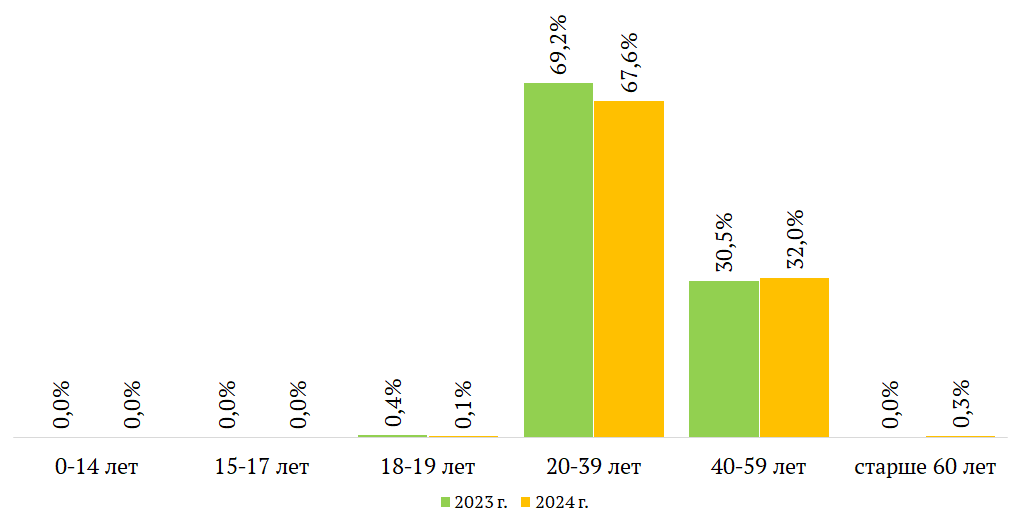 69,2%
67,6%
30,5%
32,0%
0,0%
0,0%
0,0%
0,0%
0,4%
0,1%
0,0%
0,3%
0-14 лет
15-17 лет
18-19 лет
20-39 лет
40-59 лет
старше 60 лет
2023 г.
2024 г.